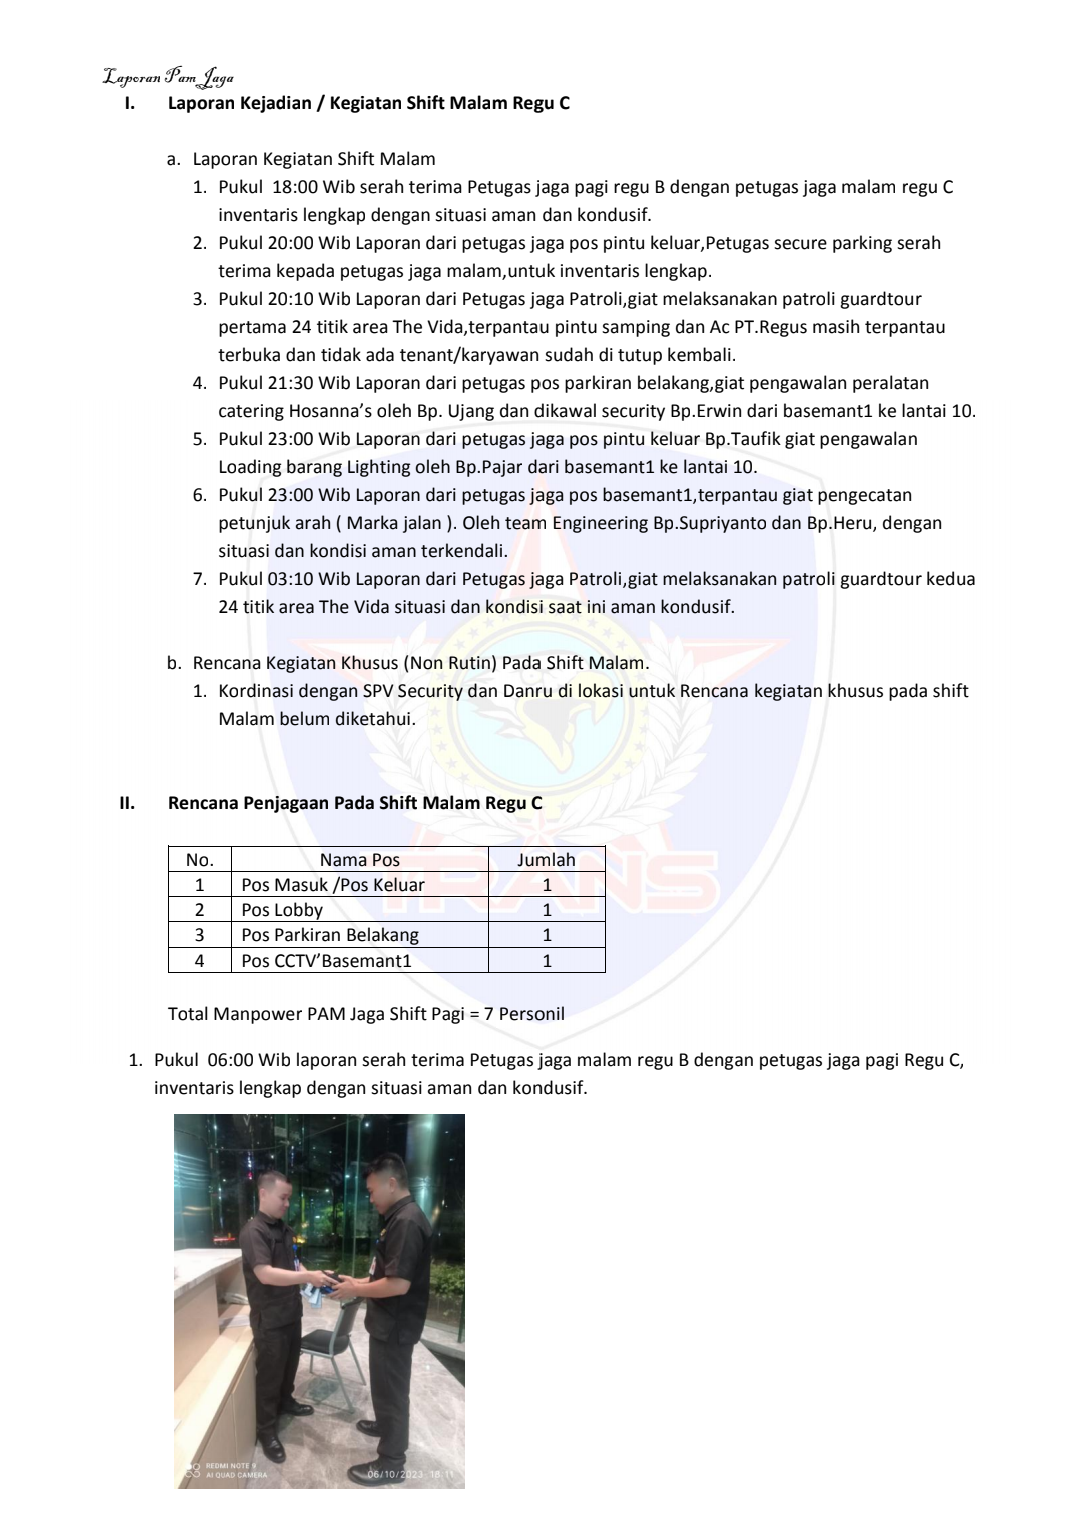 Laporan Pam Jaga
I. Laporan Kejadian / Kegiatan Shift Malam Regu C
a. Laporan Kegiatan Shift Malam
1. Pukul 18:00 Wib serah terima Petugas jaga pagi regu B dengan petugas jaga malam regu C
inventaris lengkap dengan situasi aman dan kondusif.
2. Pukul 20:00 Wib Laporan dari petugas jaga pos pintu keluar,Petugas secure parking serah
terima kepada petugas jaga malam,untuk inventaris lengkap.
3. Pukul 20:10 Wib Laporan dari Petugas jaga Patroli,giat melaksanakan patroli guardtour
pertama 24 titik area The Vida,terpantau pintu samping dan Ac PT.Regus masih terpantau
terbuka dan tidak ada tenant/karyawan sudah di tutup kembali.
4. Pukul 21:30 Wib Laporan dari petugas pos parkiran belakang,giat pengawalan peralatan
catering Hosanna’s oleh Bp. Ujang dan dikawal security Bp.Erwin dari basemant1 ke lantai 10.
5. Pukul 23:00 Wib Laporan dari petugas jaga pos pintu keluar Bp.Taufik giat pengawalan
Loading barang Lighting oleh Bp.Pajar dari basemant1 ke lantai 10.
6. Pukul 23:00 Wib Laporan dari petugas jaga pos basemant1,terpantau giat pengecatan
petunjuk arah ( Marka jalan ). Oleh team Engineering Bp.Supriyanto dan Bp.Heru, dengan
situasi dan kondisi aman terkendali.
7. Pukul 03:10 Wib Laporan dari Petugas jaga Patroli,giat melaksanakan patroli guardtour kedua
24 titik area The Vida situasi dan kondisi saat ini aman kondusif.
b. Rencana Kegiatan Khusus (Non Rutin) Pada Shift Malam.
1. Kordinasi dengan SPV Security dan Danru di lokasi untuk Rencana kegiatan khusus pada shift
Malam belum diketahui.
II. Rencana Penjagaan Pada Shift Malam Regu C
No. Nama Pos Jumlah
1 Pos Masuk /Pos Keluar 1
2 Pos Lobby 1
3 Pos Parkiran Belakang 1
4 Pos CCTV’Basemant1 1
TRANS
Total Manpower PAM Jaga Shift Pagi = 7 Personil
1. Pukul 06:00 Wib laporan serah terima Petugas jaga malam regu B dengan petugas jaga pagi Regu C,
inventaris lengkap dengan situasi aman dan kondusif.
REDMI NOTE 9
AI QUAD CAMERA
06/10/2023 18:11